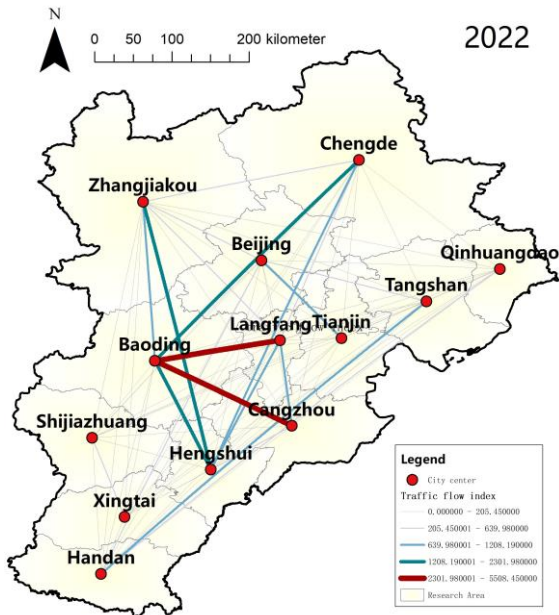 N
0 50 100 200 kilometer
2022
Chengde
Zhangjiakou
Beijing
Qinhuangdao
Tangshan
Langfang
Tianjin
Baoding
Cangzhou
Shijiazhuang
Hengshui
Xingtai
Handan
Legend
City center
Traffic flow index
0.000000 - 205.450000
205.450001 - 639.980000
639.980001 - 1208.190000
1208.190001 - 2301.980000
2301.980001 - 5508.450000
Research Area